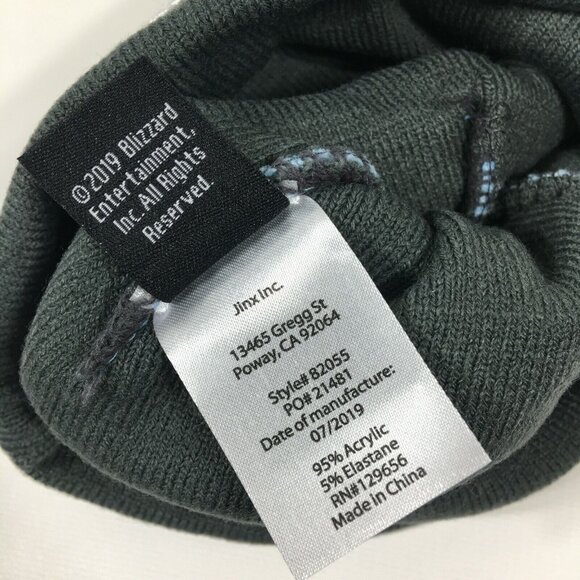 ©2019 Blizzard
Entertainment,
Inc. All Rights
Reserved.
Jinx Inc.
13465 Gregg St
Poway, CA 92064
Style# 82055
PO# 21481
Date of manufacture:
07/2019
95% Acrylic
5% Elastane
RN#129656
Made in China